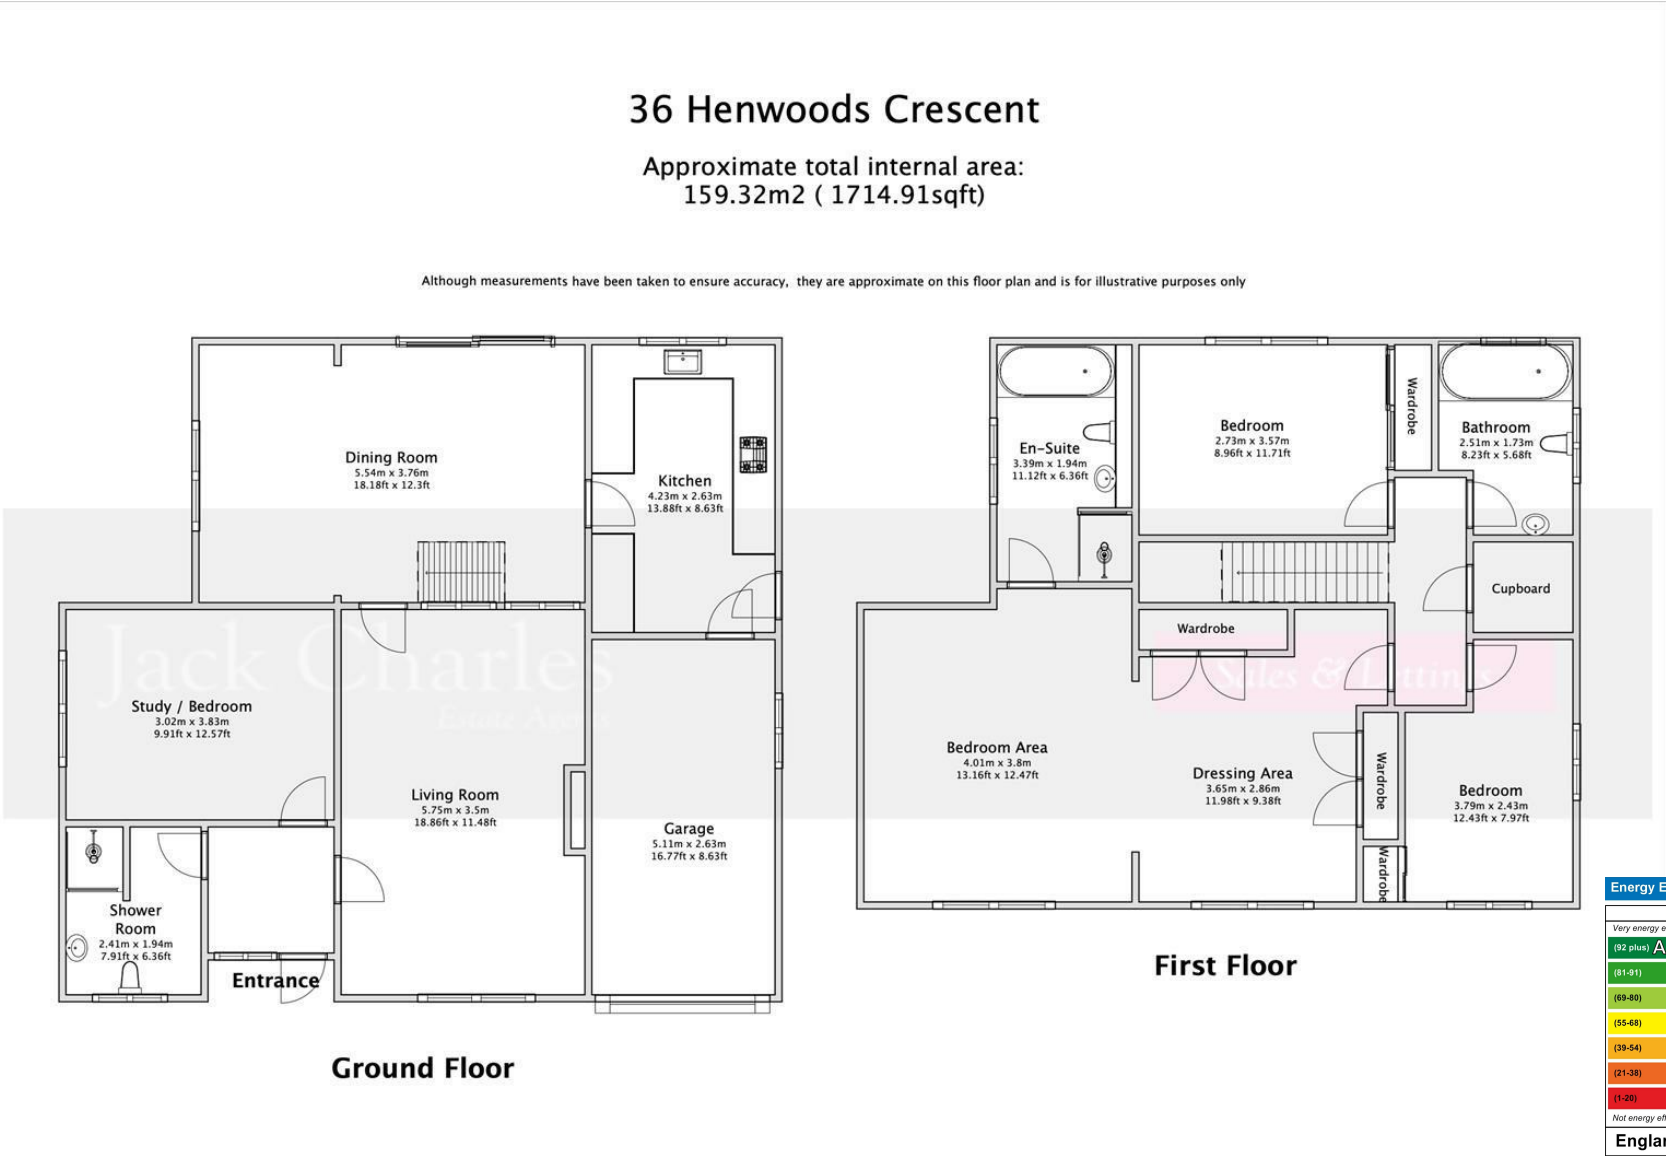 36 Henwoods Crescent
Approximate total internal area:
159.32m2 ( 1714.91sqft)
Although measurements have been taken to ensure accuracy, they are approximate on this floor plan and is for illustrative purposes only
Dining Room
5.54m x 3.76m
18.18ft x 12.3ft
Kitchen
4.23m x 2.63m
13.88ft x 8.63ft
Jack Charles
Estate Agents
Study / Bedroom
3.02m x 3.83m
9.91ft x 12.57ft
Living Room
5.75m x 3.5m
18.86ft x 11.48ft
Garage
5.11m x 2.63m
16.77ft x 8.63ft
Shower
Room
2.41m x 1.94m
7.91ft x 6.36ft
Entrance
Ground Floor
En-Suite
3.39m x 1.94m
11.12ft x 6.36ft
Bedroom
2.73m x 3.57m
8.96ft x 11.71ft
Wardrobe
Bathroom
2.51m x 1.73m
8.23ft x 5.68ft
Cupboard
Wardrobe
Sales & Lettings
Bedroom Area
4.01m x 3.8m
13.16ft x 12.47ft
Dressing Area
3.65m x 2.86m
11.98ft x 9.38ft
Wardrobe
Bedroom
3.79m x 2.43m
12.43ft x 7.97ft
Wardrobe
First Floor
Energy E
Very energy e
(92 plus) A
(81-91)
(69-80)
(55-68)
(39-54)
(21-38)
(1-20)
Not energy eff
Englan